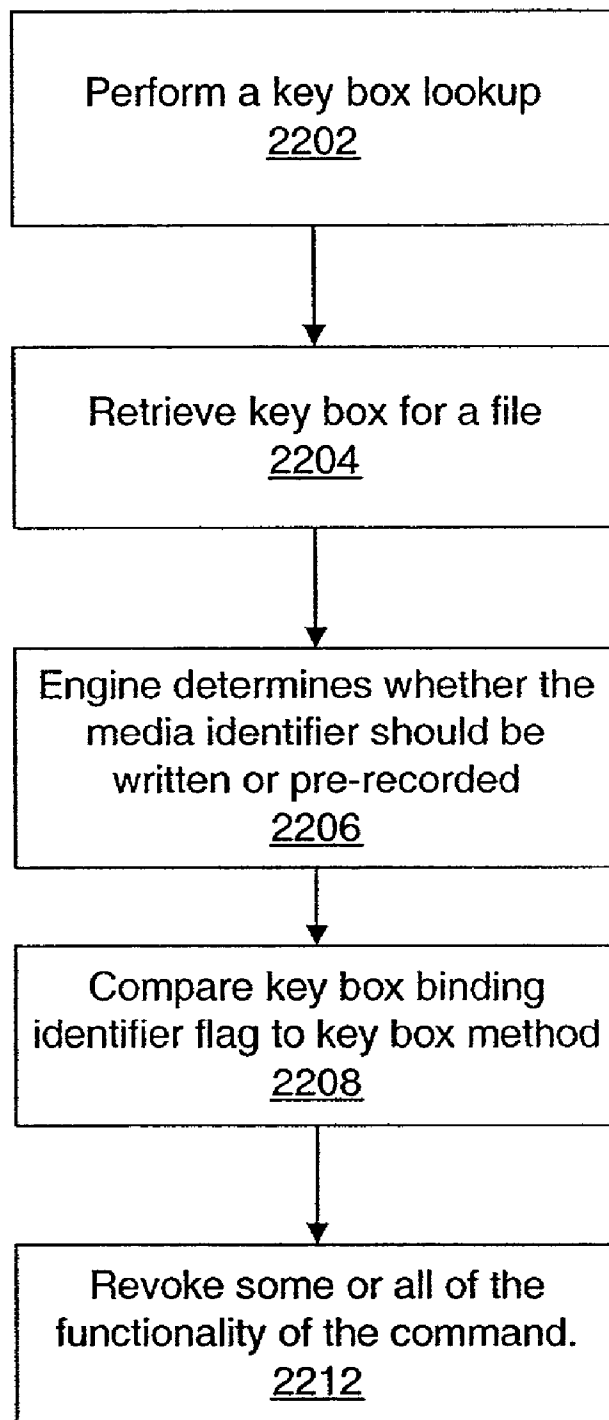 Perform a key box lookup
2202
Retrieve key box for a file
2204
Engine determines whether the
media identifier should be
written or pre-recorded
2206
Compare key box binding
identifier flag to key box method
2208
Revoke some or all of the
functionality of the command.
2212